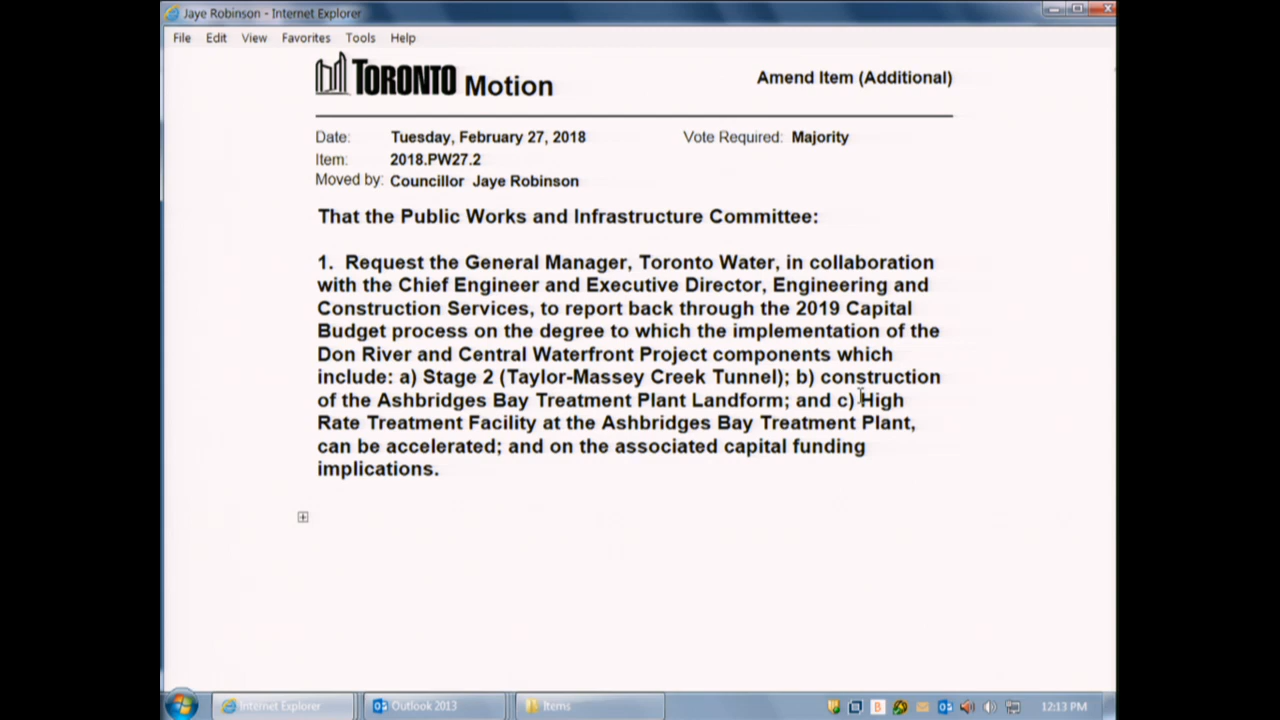 Jaye Robinson - Internet Explorer
File Edit View Favorites Tools Help
TORONTO Motion
Amend Item (Additional)
Date: Tuesday, February 27, 2018 Vote Required: Majority
Item: 2018.PW27.2
Moved by: Councillor Jaye Robinson
That the Public Works and Infrastructure Committee:
1. Request the General Manager, Toronto Water, in collaboration
with the Chief Engineer and Executive Director, Engineering and
Construction Services, to report back through the 2019 Capital
Budget process on the degree to which the implementation of the
Don River and Central Waterfront Project components which
include: a) Stage 2 (Taylor-Massey Creek Tunnel); b) construction
of the Ashbridges Bay Treatment Plant Landform; and c) High
Rate Treatment Facility at the Ashbridges Bay Treatment Plant,
can be accelerated; and on the associated capital funding
implications.
Internet Explorer Outlook 2013 Items 12:13 PM